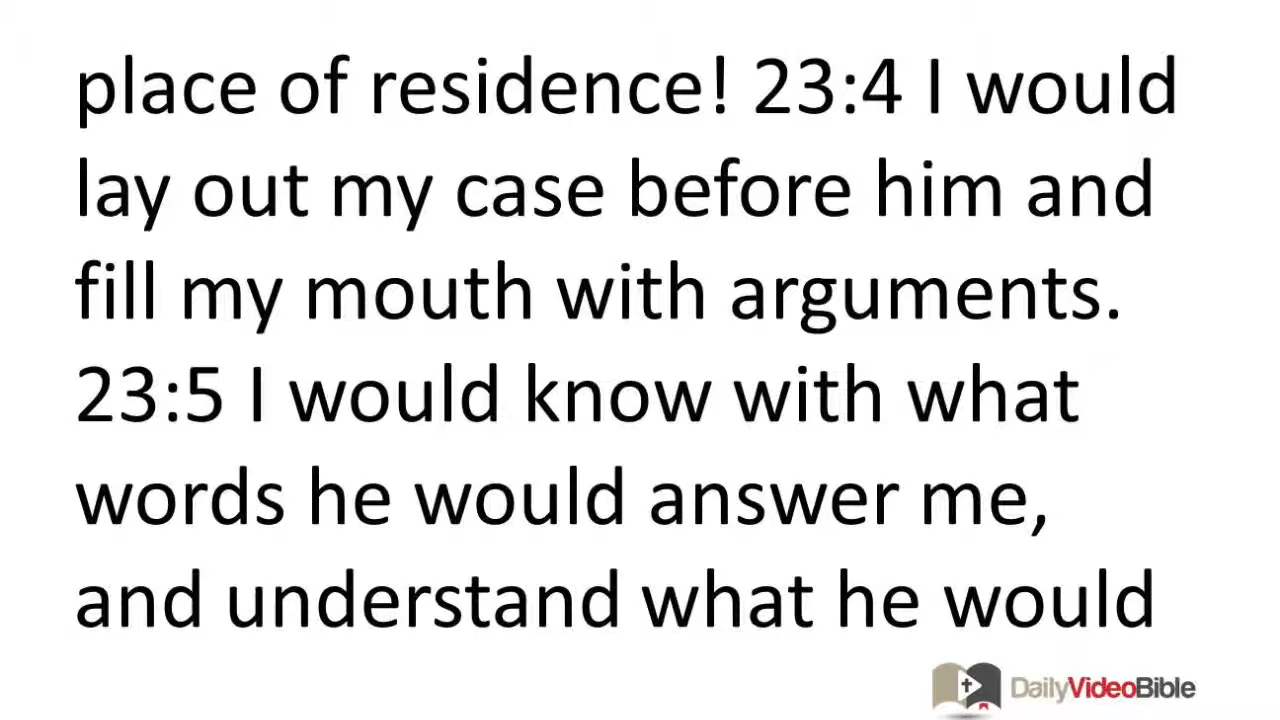 place of residence! 23:4 I would
lay out my case before him and
fill my mouth with arguments.
23:5 I would know with what
words he would answer me,
and understand what he would
DailyVideoBible